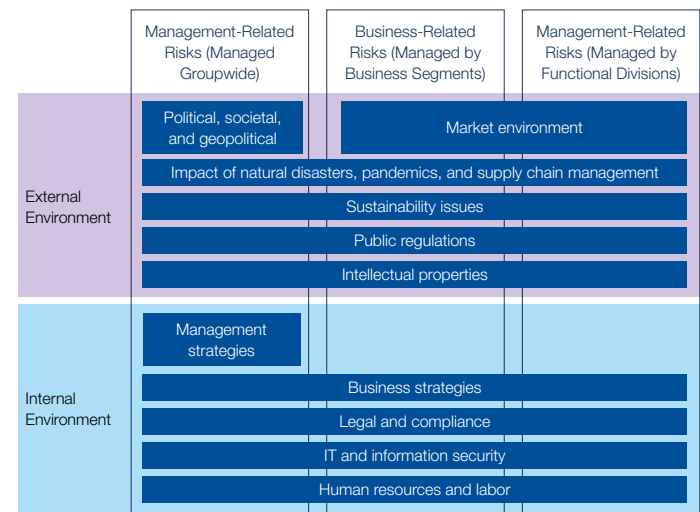 Management-Related
Risks (Managed
Groupwide)
Business-Related
Risks (Managed by
Business Segments)
Management-Related
Risks (Managed by
Functional Divisions)
External
Environment
Political, societal,
and geopolitical
Market environment
Impact of natural disasters, pandemics, and supply chain management
Sustainability issues
Public regulations
Intellectual properties
Internal
Environment
Management
strategies
Business strategies
Legal and compliance
IT and information security
Human resources and labor